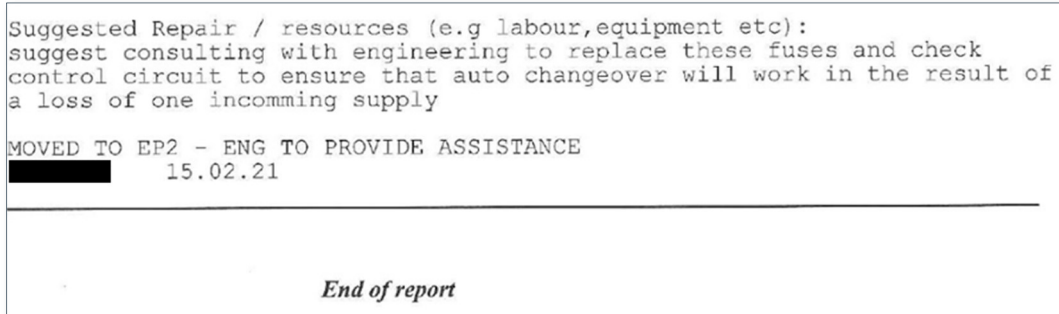 Suggested Repair / resources (e.g labour,equipment etc):
suggest consulting with engineering to replace these fuses and check
control circuit to ensure that auto changeover will work in the result of
a loss of one incomming supply
MOVED TO EP2 - ENG TO PROVIDE ASSISTANCE
15.02.21
End of report